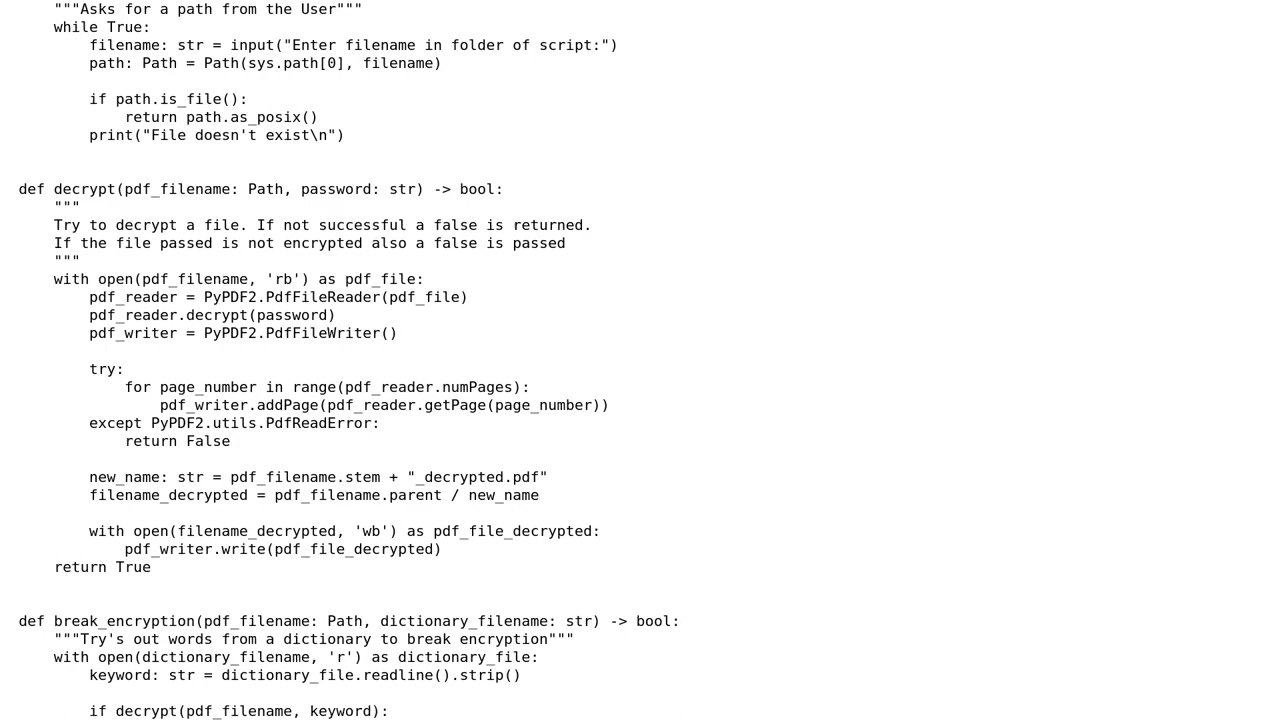 """Asks for a path from the User"""
    while True:
        filename: str = input("Enter filename in folder of script:")
        path: Path = Path(sys.path[0], filename)

        if path.is_file():
            return path.as_posix()
        print("File doesn't exist\n")


def decrypt(pdf_filename: Path, password: str) -> bool:
    """
    Try to decrypt a file. If not successful a false is returned.
    If the file passed is not encrypted also a false is passed
    """
    with open(pdf_filename, 'rb') as pdf_file:
        pdf_reader = PyPDF2.PdfFileReader(pdf_file)
        pdf_reader.decrypt(password)
        pdf_writer = PyPDF2.PdfFileWriter()

        try:
            for page_number in range(pdf_reader.numPages):
                pdf_writer.addPage(pdf_reader.getPage(page_number))
        except PyPDF2.utils.PdfReadError:
            return False

        new_name: str = pdf_filename.stem + "_decrypted.pdf"
        filename_decrypted = pdf_filename.parent / new_name

        with open(filename_decrypted, 'wb') as pdf_file_decrypted:
            pdf_writer.write(pdf_file_decrypted)
    return True


def break_encryption(pdf_filename: Path, dictionary_filename: str) -> bool:
    """Try's out words from a dictionary to break encryption"""
    with open(dictionary_filename, 'r') as dictionary_file:
        keyword: str = dictionary_file.readline().strip()

        if decrypt(pdf_filename, keyword):